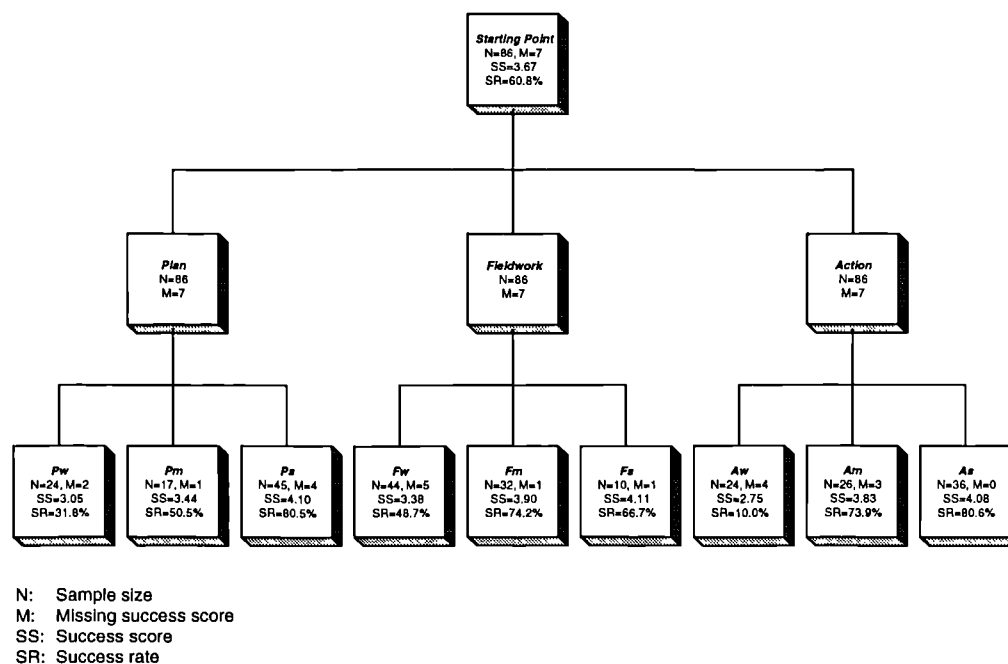 Starting Point
N=86, M=7
SS=3.67
SR=60.8%
Plan
N=86
M=7
Fieldwork
N=86
M=7
Action
N=86
M=7
Pw
N=24, M=2
SS=3.05
SR=31.8%
Pm
N=17, M=1
SS=3.44
SR=50.5%
Ps
N=45, M=4
SS=4.10
SR=80.5%
Fw
N=44, M=5
SS=3.38
SR=48.7%
Fm
N=32, M=1
SS=3.90
SR=74.2%
Fs
N=10, M=1
SS=4.11
SR=66.7%
Aw
N=24, M=4
SS=2.75
SR=10.0%
Am
N=26, M=3
SS=3.83
SR=73.9%
As
N=36, M=0
SS=4.08
SR=80.6%
N: Sample size
M: Missing success score
SS: Success score
SR: Success rate